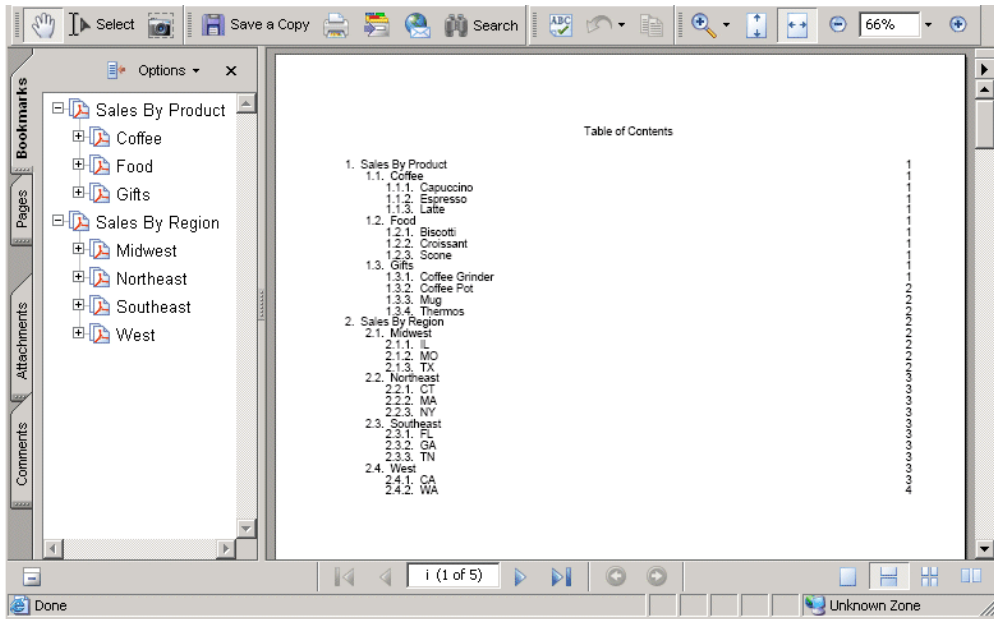 Select Save a Copy Search ABC 66%
Bookmarks
Pages
Attachments
Comments
Options
Sales By Product
Coffee
Food
Gifts
Sales By Region
Midwest
Northeast
Southeast
West
Table of Contents
1. Sales By Product 1
1.1. Coffee 1
1.1.1. Capuccino 1
1.1.2. Espresso 1
1.1.3. Latte 1
1.2. Food 1
1.2.1. Biscotti 1
1.2.2. Croissant 1
1.2.3. Scone 1
1.3. Gifts 1
1.3.1. Coffee Grinder 1
1.3.2. Coffee Pot 2
1.3.3. Mug 2
1.3.4. Thermos 2
2. Sales By Region 2
2.1. Midwest 2
2.1.1. IL 2
2.1.2. MO 2
2.1.3. TX 2
2.2. Northeast 3
2.2.1. CT 3
2.2.2. MA 3
2.2.3. NY 3
2.3. Southeast 3
2.3.1. FL 3
2.3.2. GA 3
2.3.3. TN 3
2.4. West 3
2.4.1. CA 3
2.4.2. WA 4
i (1 of 5)
Done Unknown Zone